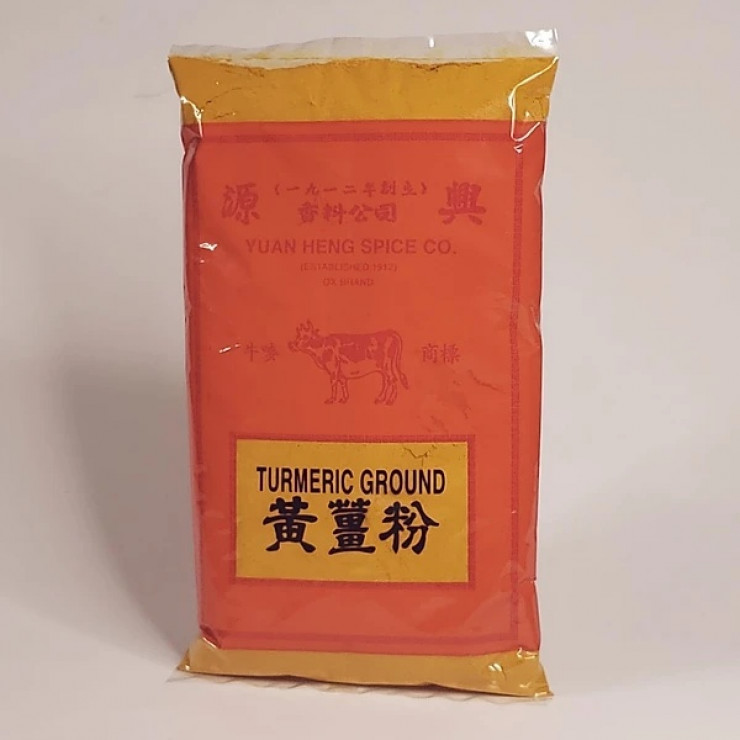 (一九一二年創立)
源 香料公司 興
YUAN HENG SPICE CO.
(ESTABLISHED 1912)
OX BRAND
牛嘜 商標
TURMERIC GROUND
黃薑粉